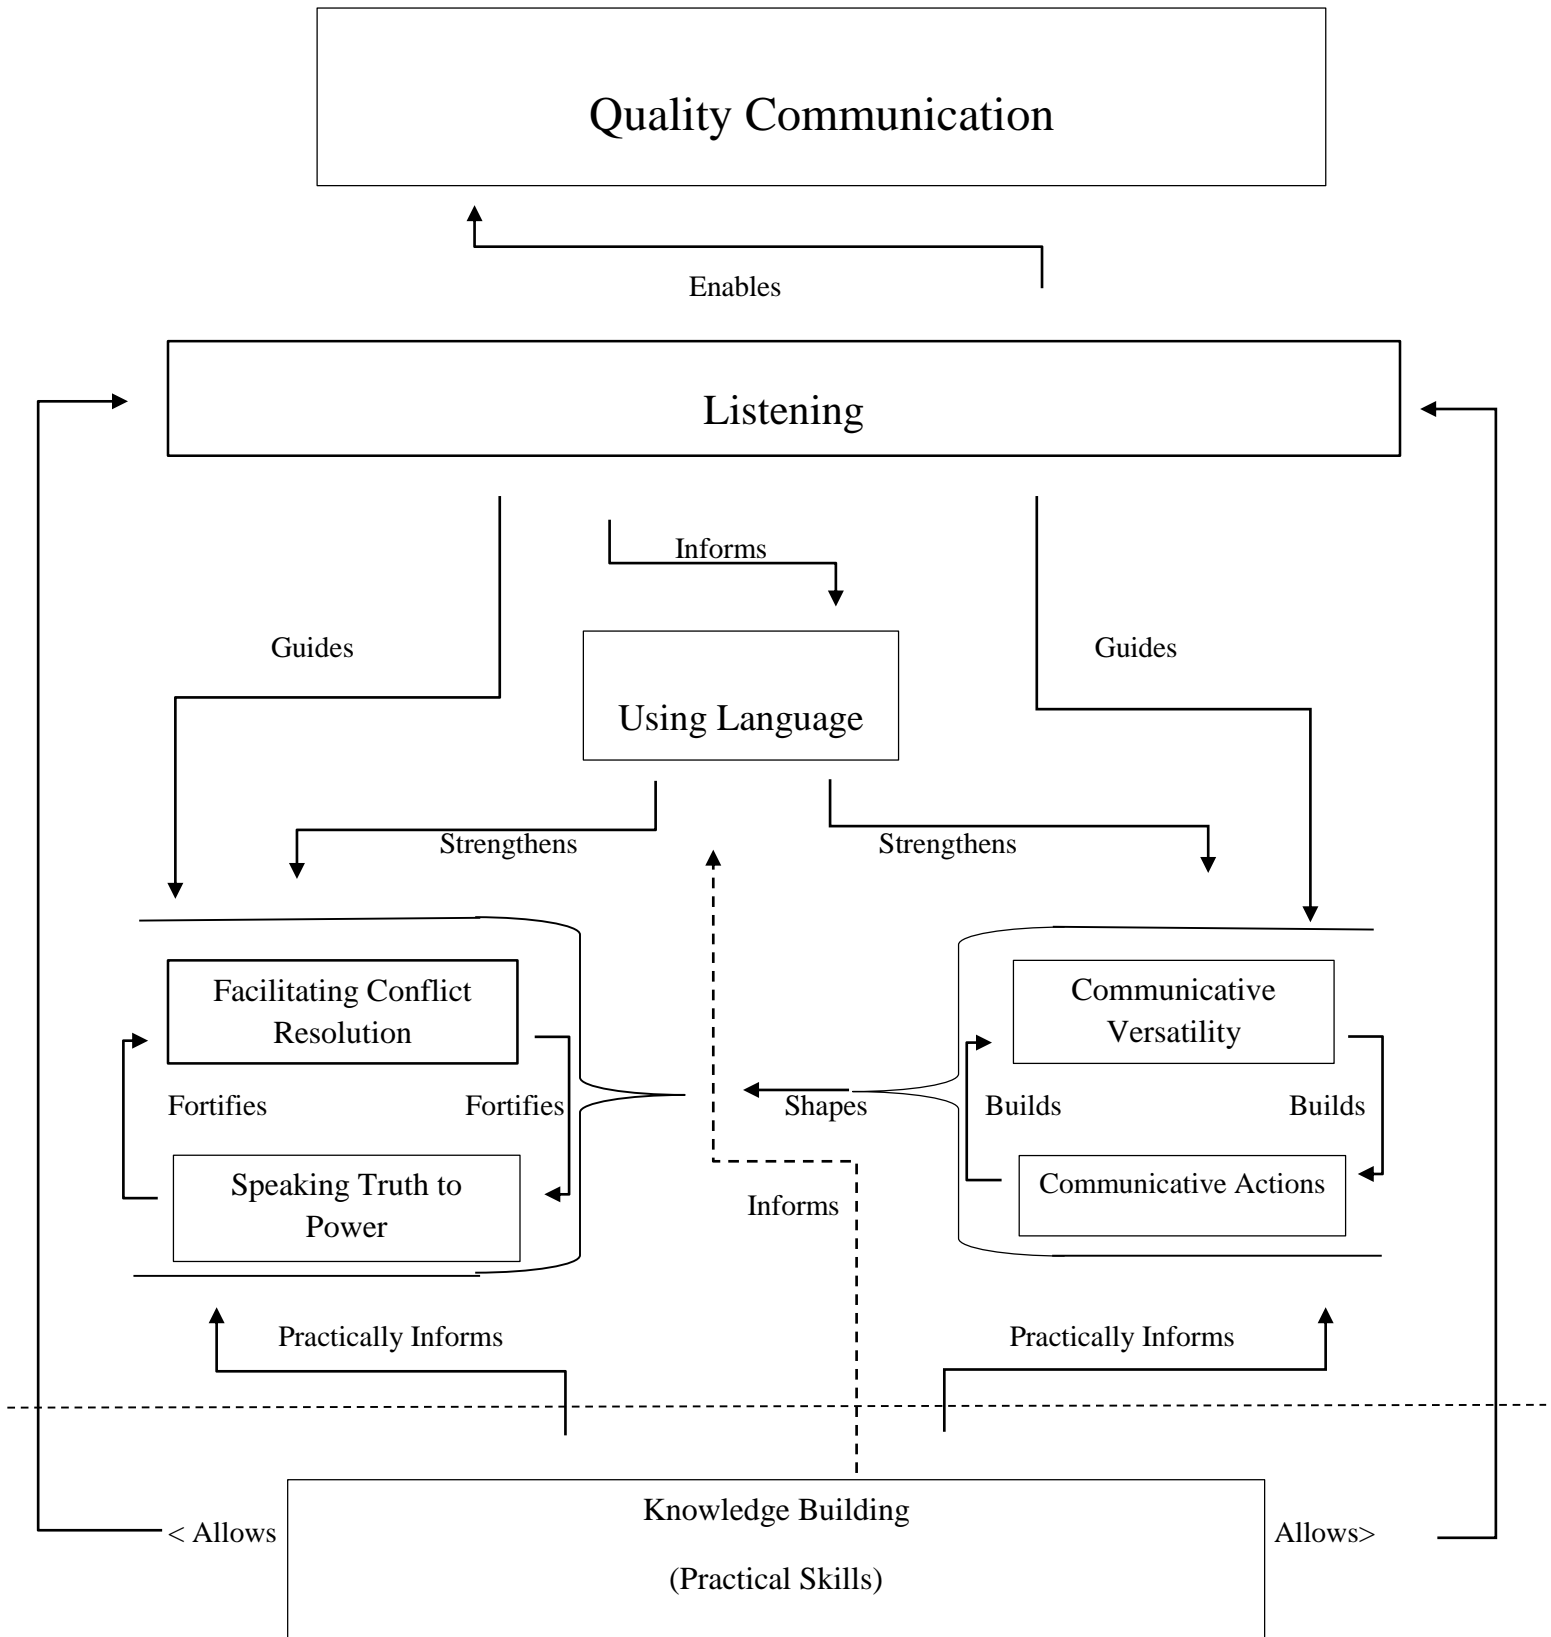 Quality Communication
Enables
Listening
Informs
Guides
Guides
Using Language
Strengthens
Strengthens
Facilitating Conflict
Resolution
Communicative
Versatility
Fortifies
Fortifies
Shapes
Builds
Builds
Speaking Truth to
Power
Communicative Actions
Informs
Practically Informs
Practically Informs
Knowledge Building
< Allows
Allows>
(Practical Skills)